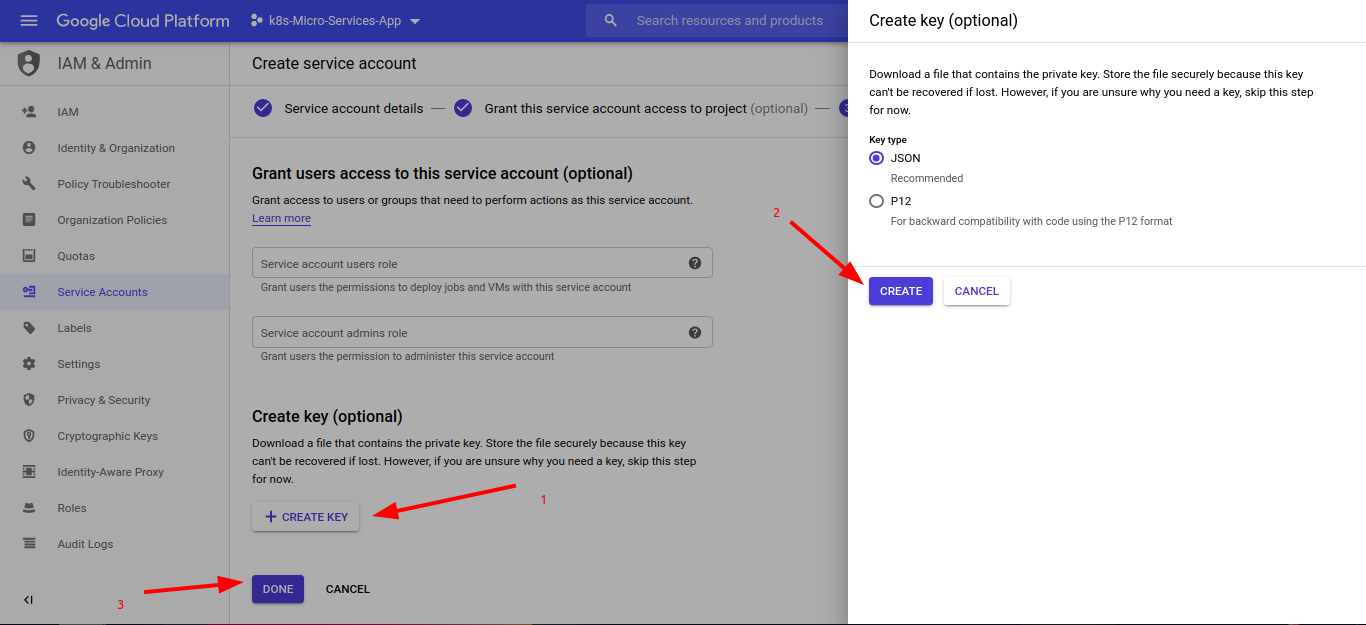 Google Cloud Platform
k8s-Micro-Services-App
Search resources and products
IAM & Admin
IAM
Identity & Organization
Policy Troubleshooter
Organization Policies
Quotas
Service Accounts
Labels
Settings
Privacy & Security
Cryptographic Keys
Identity-Aware Proxy
Roles
Audit Logs
Create service account
Service account details — Grant this service account access to project (optional) — 3
Grant users access to this service account (optional)
Grant access to users or groups that need to perform actions as this service account.
Learn more
Service account users role
Grant users the permissions to deploy jobs and VMs with this service account
Service account admins role
Grant users the permission to administer this service account
Create key (optional)
Download a file that contains the private key. Store the file securely because this key
can't be recovered if lost. However, if you are unsure why you need a key, skip this step
for now.
+ CREATE KEY
1
3
DONE CANCEL
Create key (optional)
Download a file that contains the private key. Store the file securely because this key
can't be recovered if lost. However, if you are unsure why you need a key, skip this step
for now.
Key type
JSON
Recommended
P12
For backward compatibility with code using the P12 format
2
CREATE CANCEL